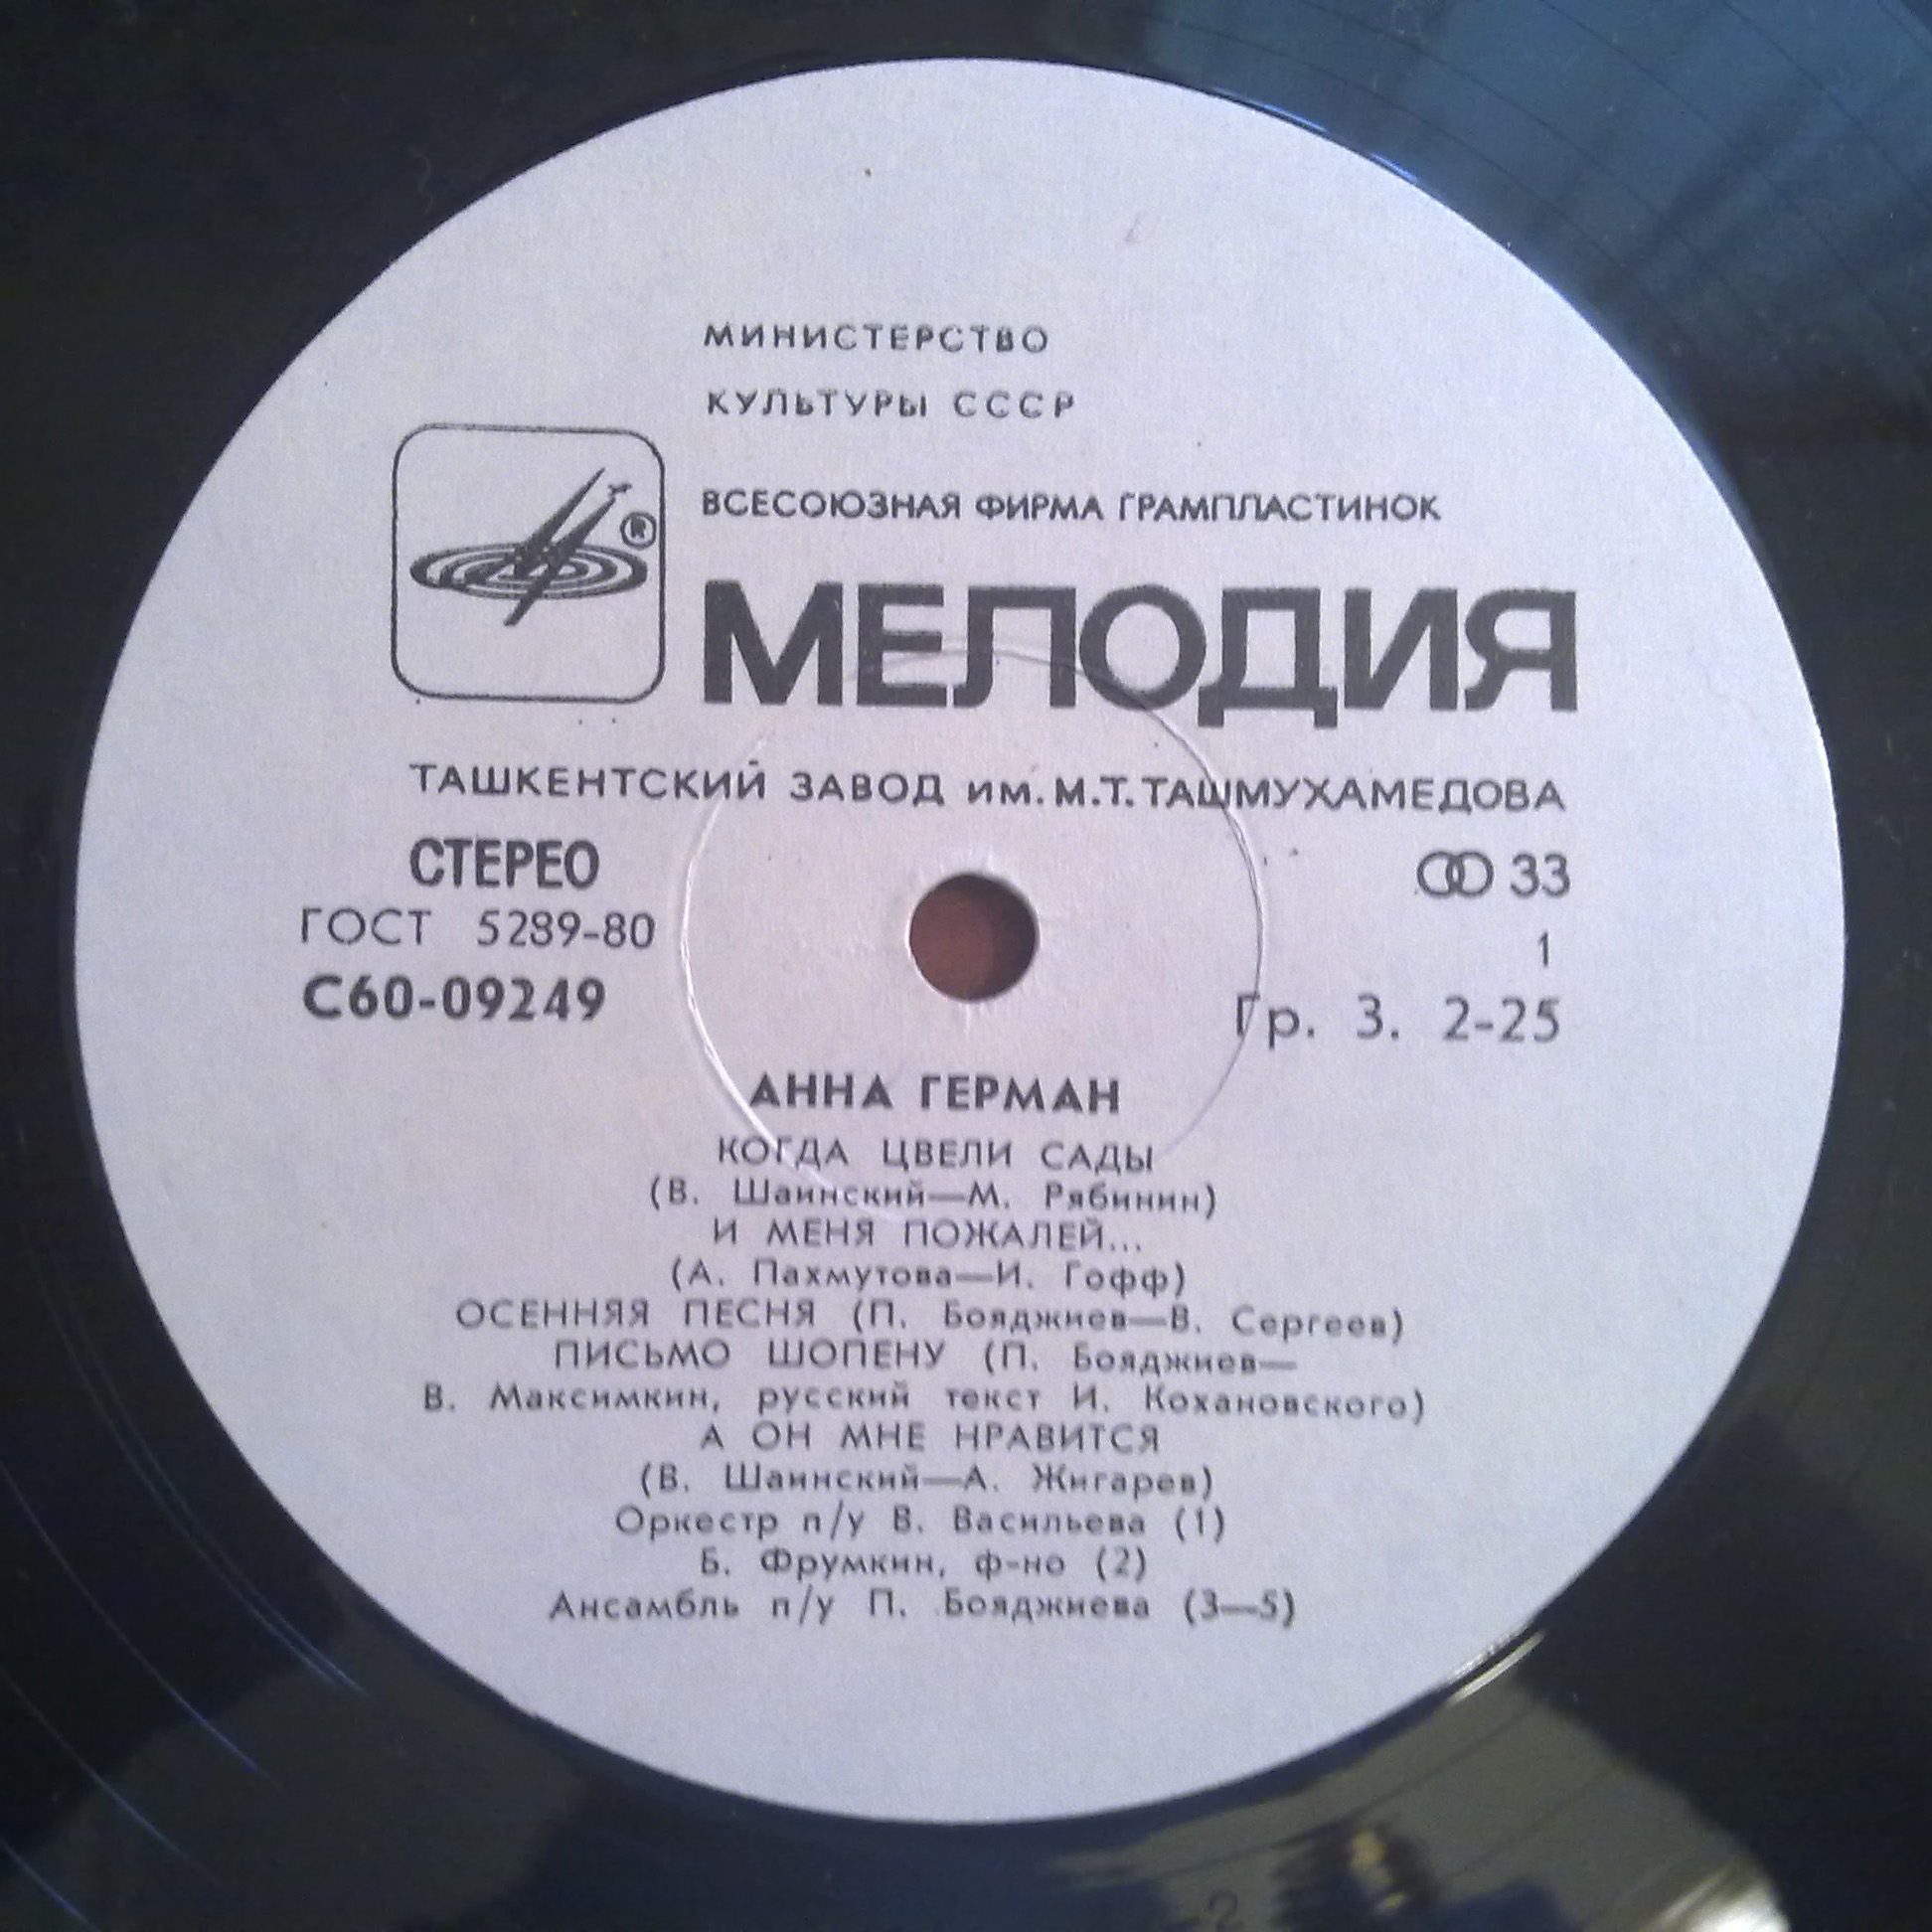 МИНИСТЕРСТВО
КУЛЬТУРЫ СССР
ВСЕСОЮЗНАЯ ФИРМА ГРАМПЛАСТИНОК
®
МЕЛОДИЯ
ТАШКЕНТСКИЙ ЗАВОД им. М.Т. ТАШМУХАМЕДОВА
СТЕРЕО
33
ГОСТ 5289-80
1
С60-09249
Гр. 3. 2-25
АННА ГЕРМАН
КОГДА ЦВЕЛИ САДЫ
(В. Шаинский—М. Рябинин)
И МЕНЯ ПОЖАЛЕЙ...
(А. Пахмутова—И. Гофф)
ОСЕННЯЯ ПЕСНЯ (П. Бояджиев—В. Сергеев)
ПИСЬМО ШОПЕНУ (П. Бояджиев—
В. Максимкин, русский текст И. Кохановского)
А ОН МНЕ НРАВИТСЯ
(В. Шаинский—А. Жигарев)
Оркестр п/у В. Васильева (1)
Б. Фрумкин, ф-но (2)
Ансамбль п/у П. Бояджиева (3—5)
-2